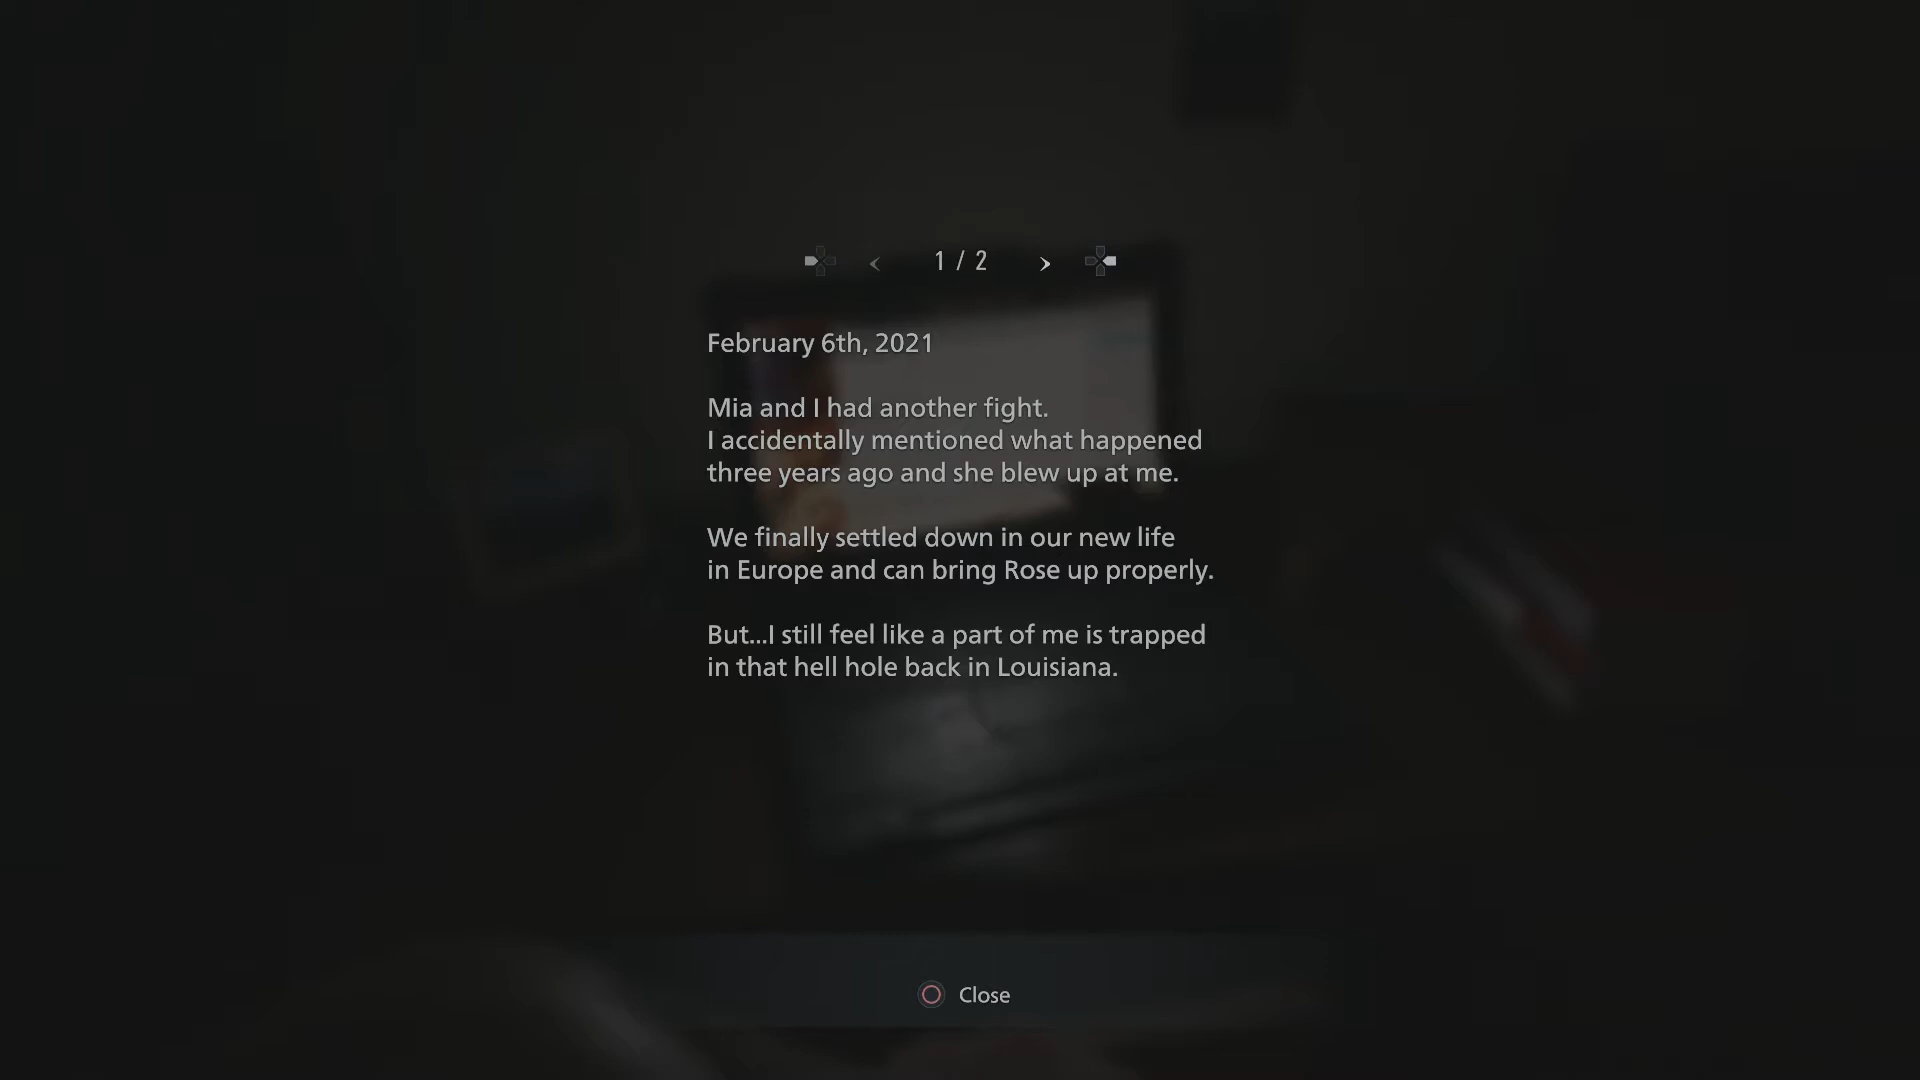 1 / 2
February 6th, 2021
Mia and I had another fight.
I accidentally mentioned what happened
three years ago and she blew up at me.
We finally settled down in our new life
in Europe and can bring Rose up properly.
But...I still feel like a part of me is trapped
in that hell hole back in Louisiana.
Close